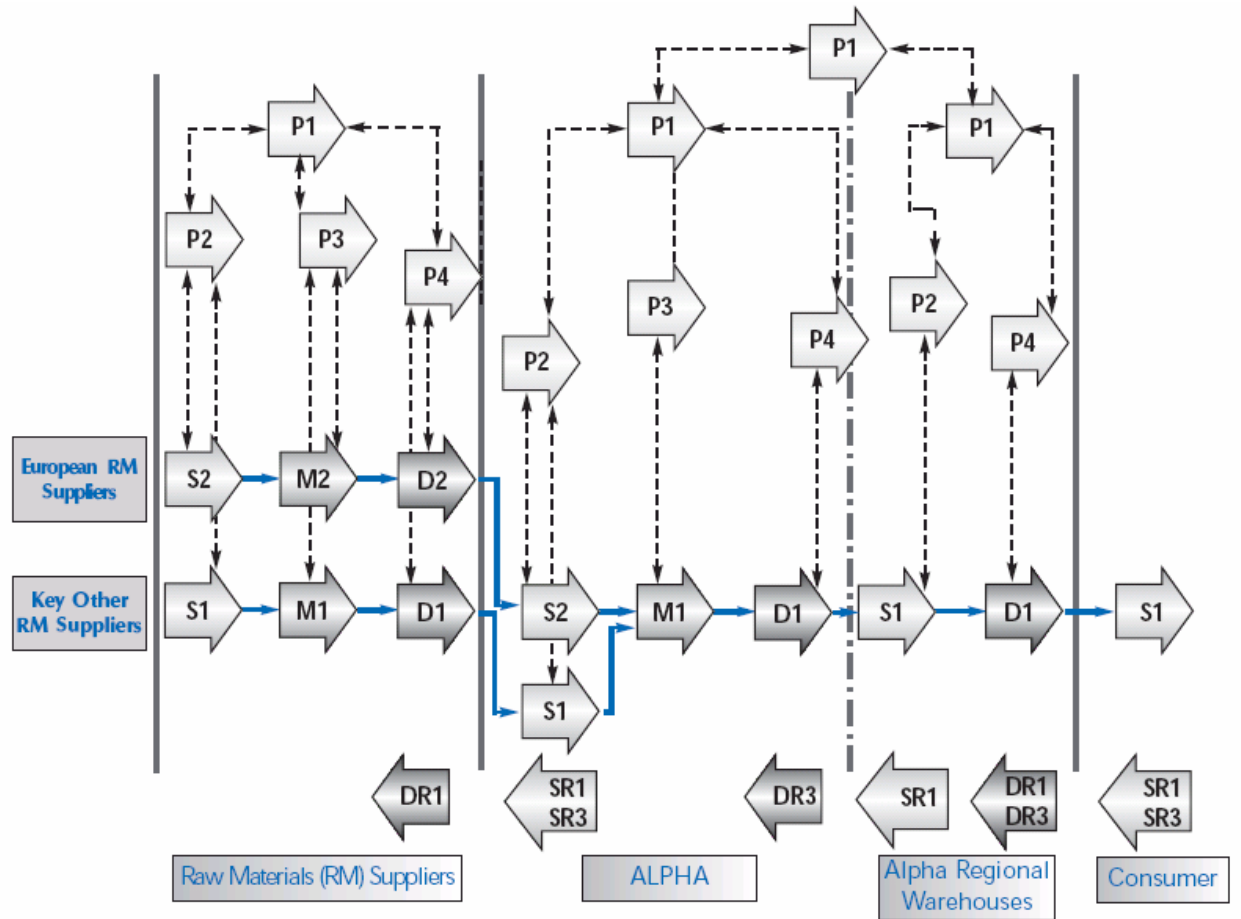 P1
P1
P1
P1
P2
P3
P4
P2
P3
P4
P2
P4
European RM
Suppliers
S2
M2
D2
Key Other
RM Suppliers
S1
M1
D1
S2
M1
D1
S1
D1
S1
S1
DR1
SR1
SR3
DR3
SR1
DR1
DR3
SR1
SR3
Raw Materials (RM) Suppliers
ALPHA
Alpha Regional
Warehouses
Consumer